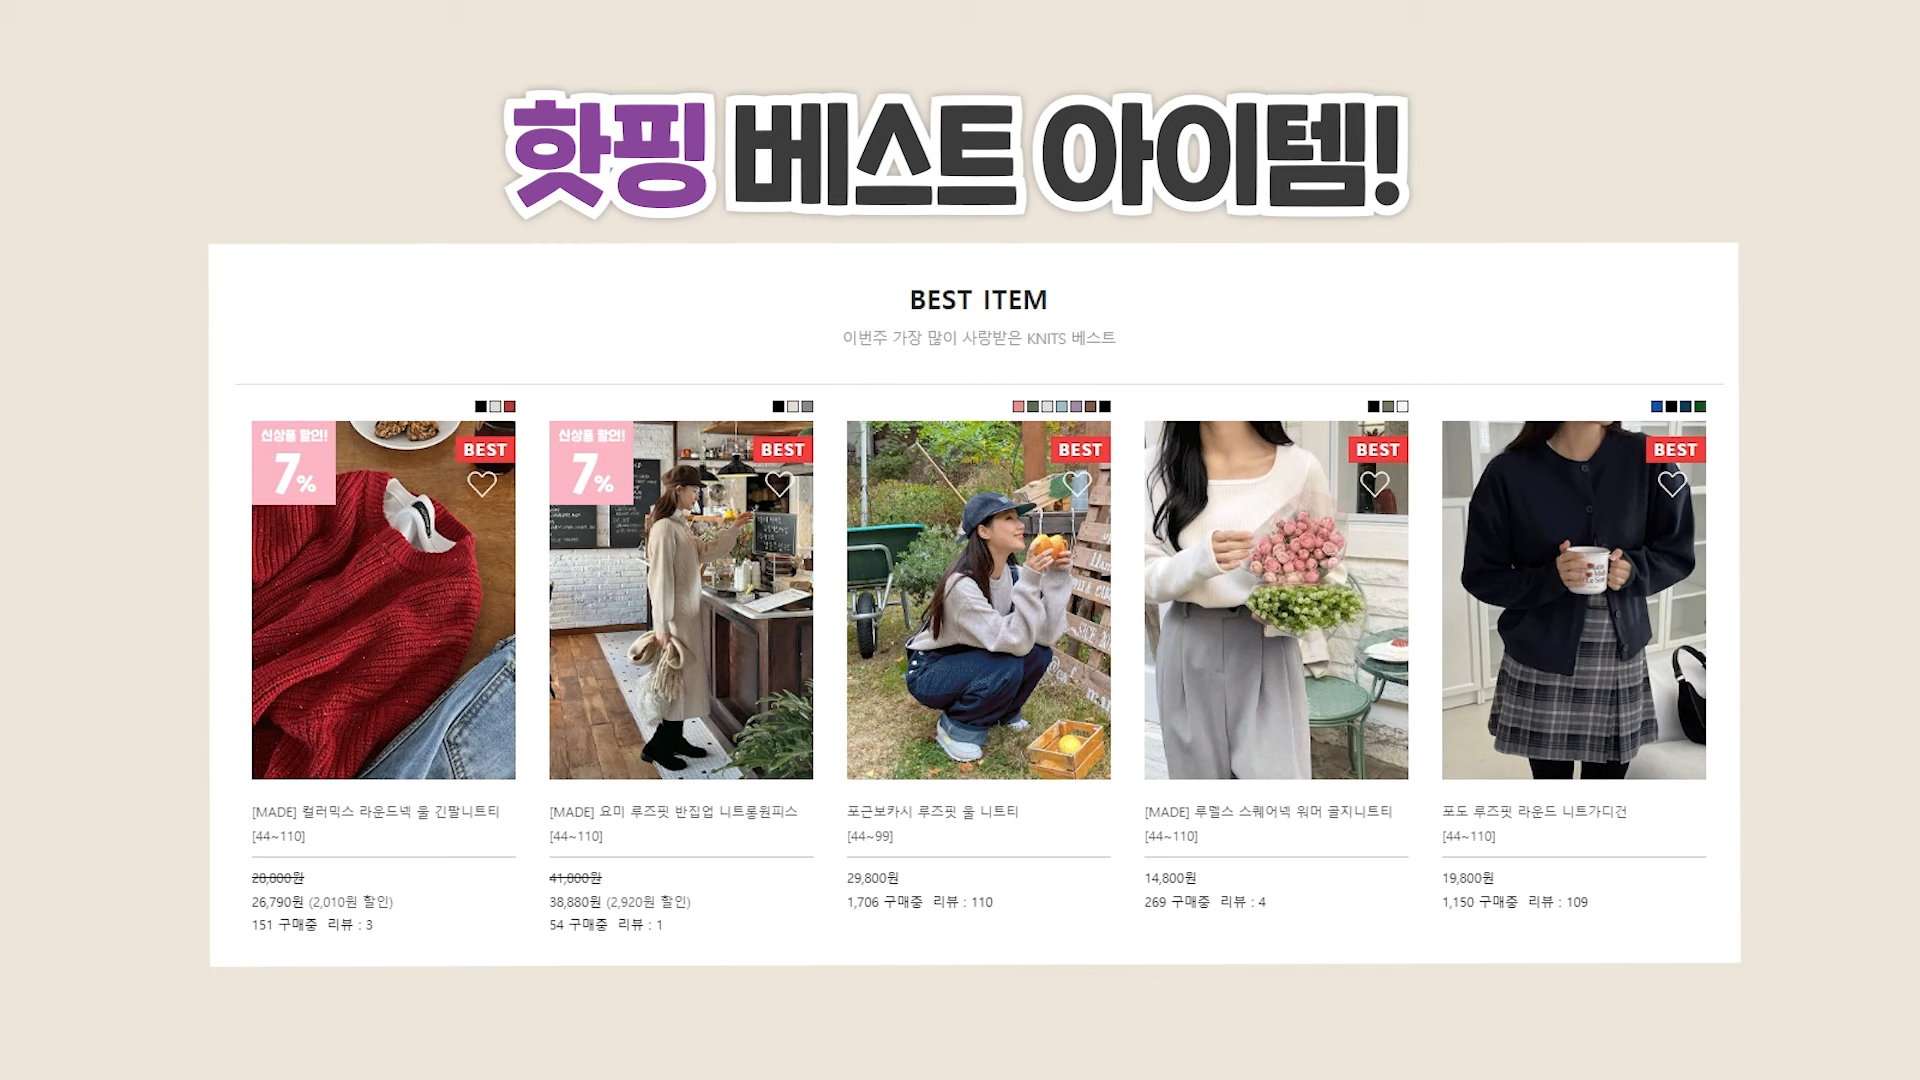 핫핑 베스트 아이템!
BEST ITEM
이번주 가장 많이 사랑받은 KNITS 베스트
신상품 할인!
7%
BEST
신상품 할인!
7%
BEST
BEST
BEST
BEST
[MADE] 컬러믹스 라운드넥 울 긴팔니트티
[44~110]
28,800원
26,790원 (2,010원 할인)
151 구매중 리뷰 : 3
[MADE] 요미 루즈핏 반집업 니트롱원피스
[44~110]
41,800원
38,880원 (2,920원 할인)
54 구매중 리뷰 : 1
포근보카시 루즈핏 울 니트티
[44~99]
29,800원
1,706 구매중 리뷰 : 110
[MADE] 루멜스 스퀘어넥 워머 골지니트티
[44~110]
14,800원
269 구매중 리뷰 : 4
포도 루즈핏 라운드 니트가디건
[44~110]
19,800원
1,150 구매중 리뷰 : 109